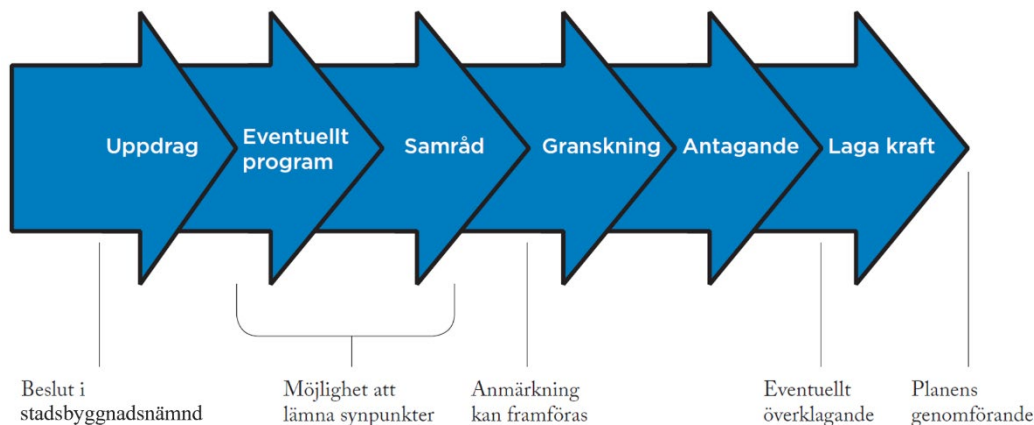 Uppdrag
Eventuellt
program
Samråd
Granskning
Antagande
Laga kraft
Beslut i
stadsbyggnadsnämnd
Möjlighet att
lämna synpunkter
Anmärkning
kan framföras
Eventuellt
överklagande
Planens
genomförande